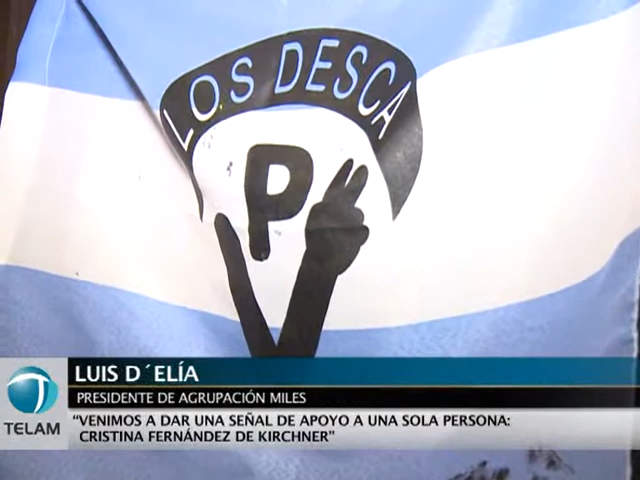 LOS DESCA
P
LUIS D´ELÍA
PRESIDENTE DE AGRUPACIÓN MILES
TELAM
“VENIMOS A DAR UNA SEÑAL DE APOYO A UNA SOLA PERSONA:
CRISTINA FERNÁNDEZ DE KIRCHNER"